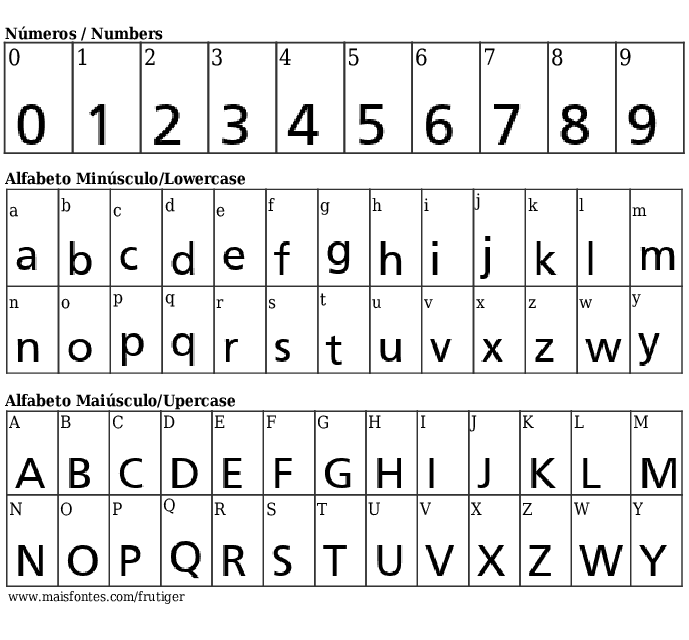 Números / Numbers
0 1 2 3 4 5 6 7 8 9
0 1 2 3 4 5 6 7 8 9
Alfabeto Minúsculo/Lowercase
a b c d e f g h i j k l m
a b c d e f g h i j k l m
n o p q r s t u v x z w y
n o p q r s t u v x z w y
Alfabeto Maiúsculo/Upercase
A B C D E F G H I J K L M
A B C D E F G H I J K L M
N O P Q R S T U V X Z W Y
N O P Q R S T U V X Z W Y
www.maisfontes.com/frutiger